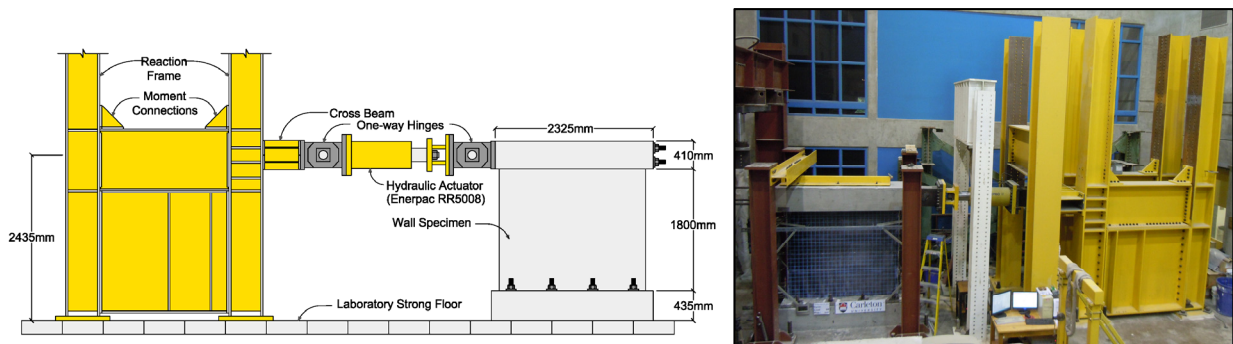 Reaction
Frame
Moment
Connections
Cross Beam
One-way Hinges
2325mm
410mm
Hydraulic Actuator
(Enerpac RR5008)
Wall Specimen
1800mm
2435mm
Laboratory Strong Floor
435mm
Carleton